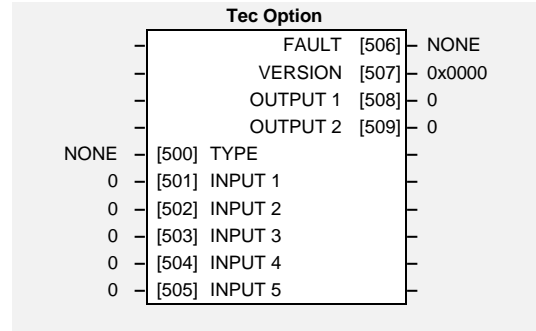 Tec Option
FAULT [506] NONE
VERSION [507] 0x0000
OUTPUT 1 [508] 0
OUTPUT 2 [509] 0
NONE [500] TYPE
0 [501] INPUT 1
0 [502] INPUT 2
0 [503] INPUT 3
0 [504] INPUT 4
0 [505] INPUT 5